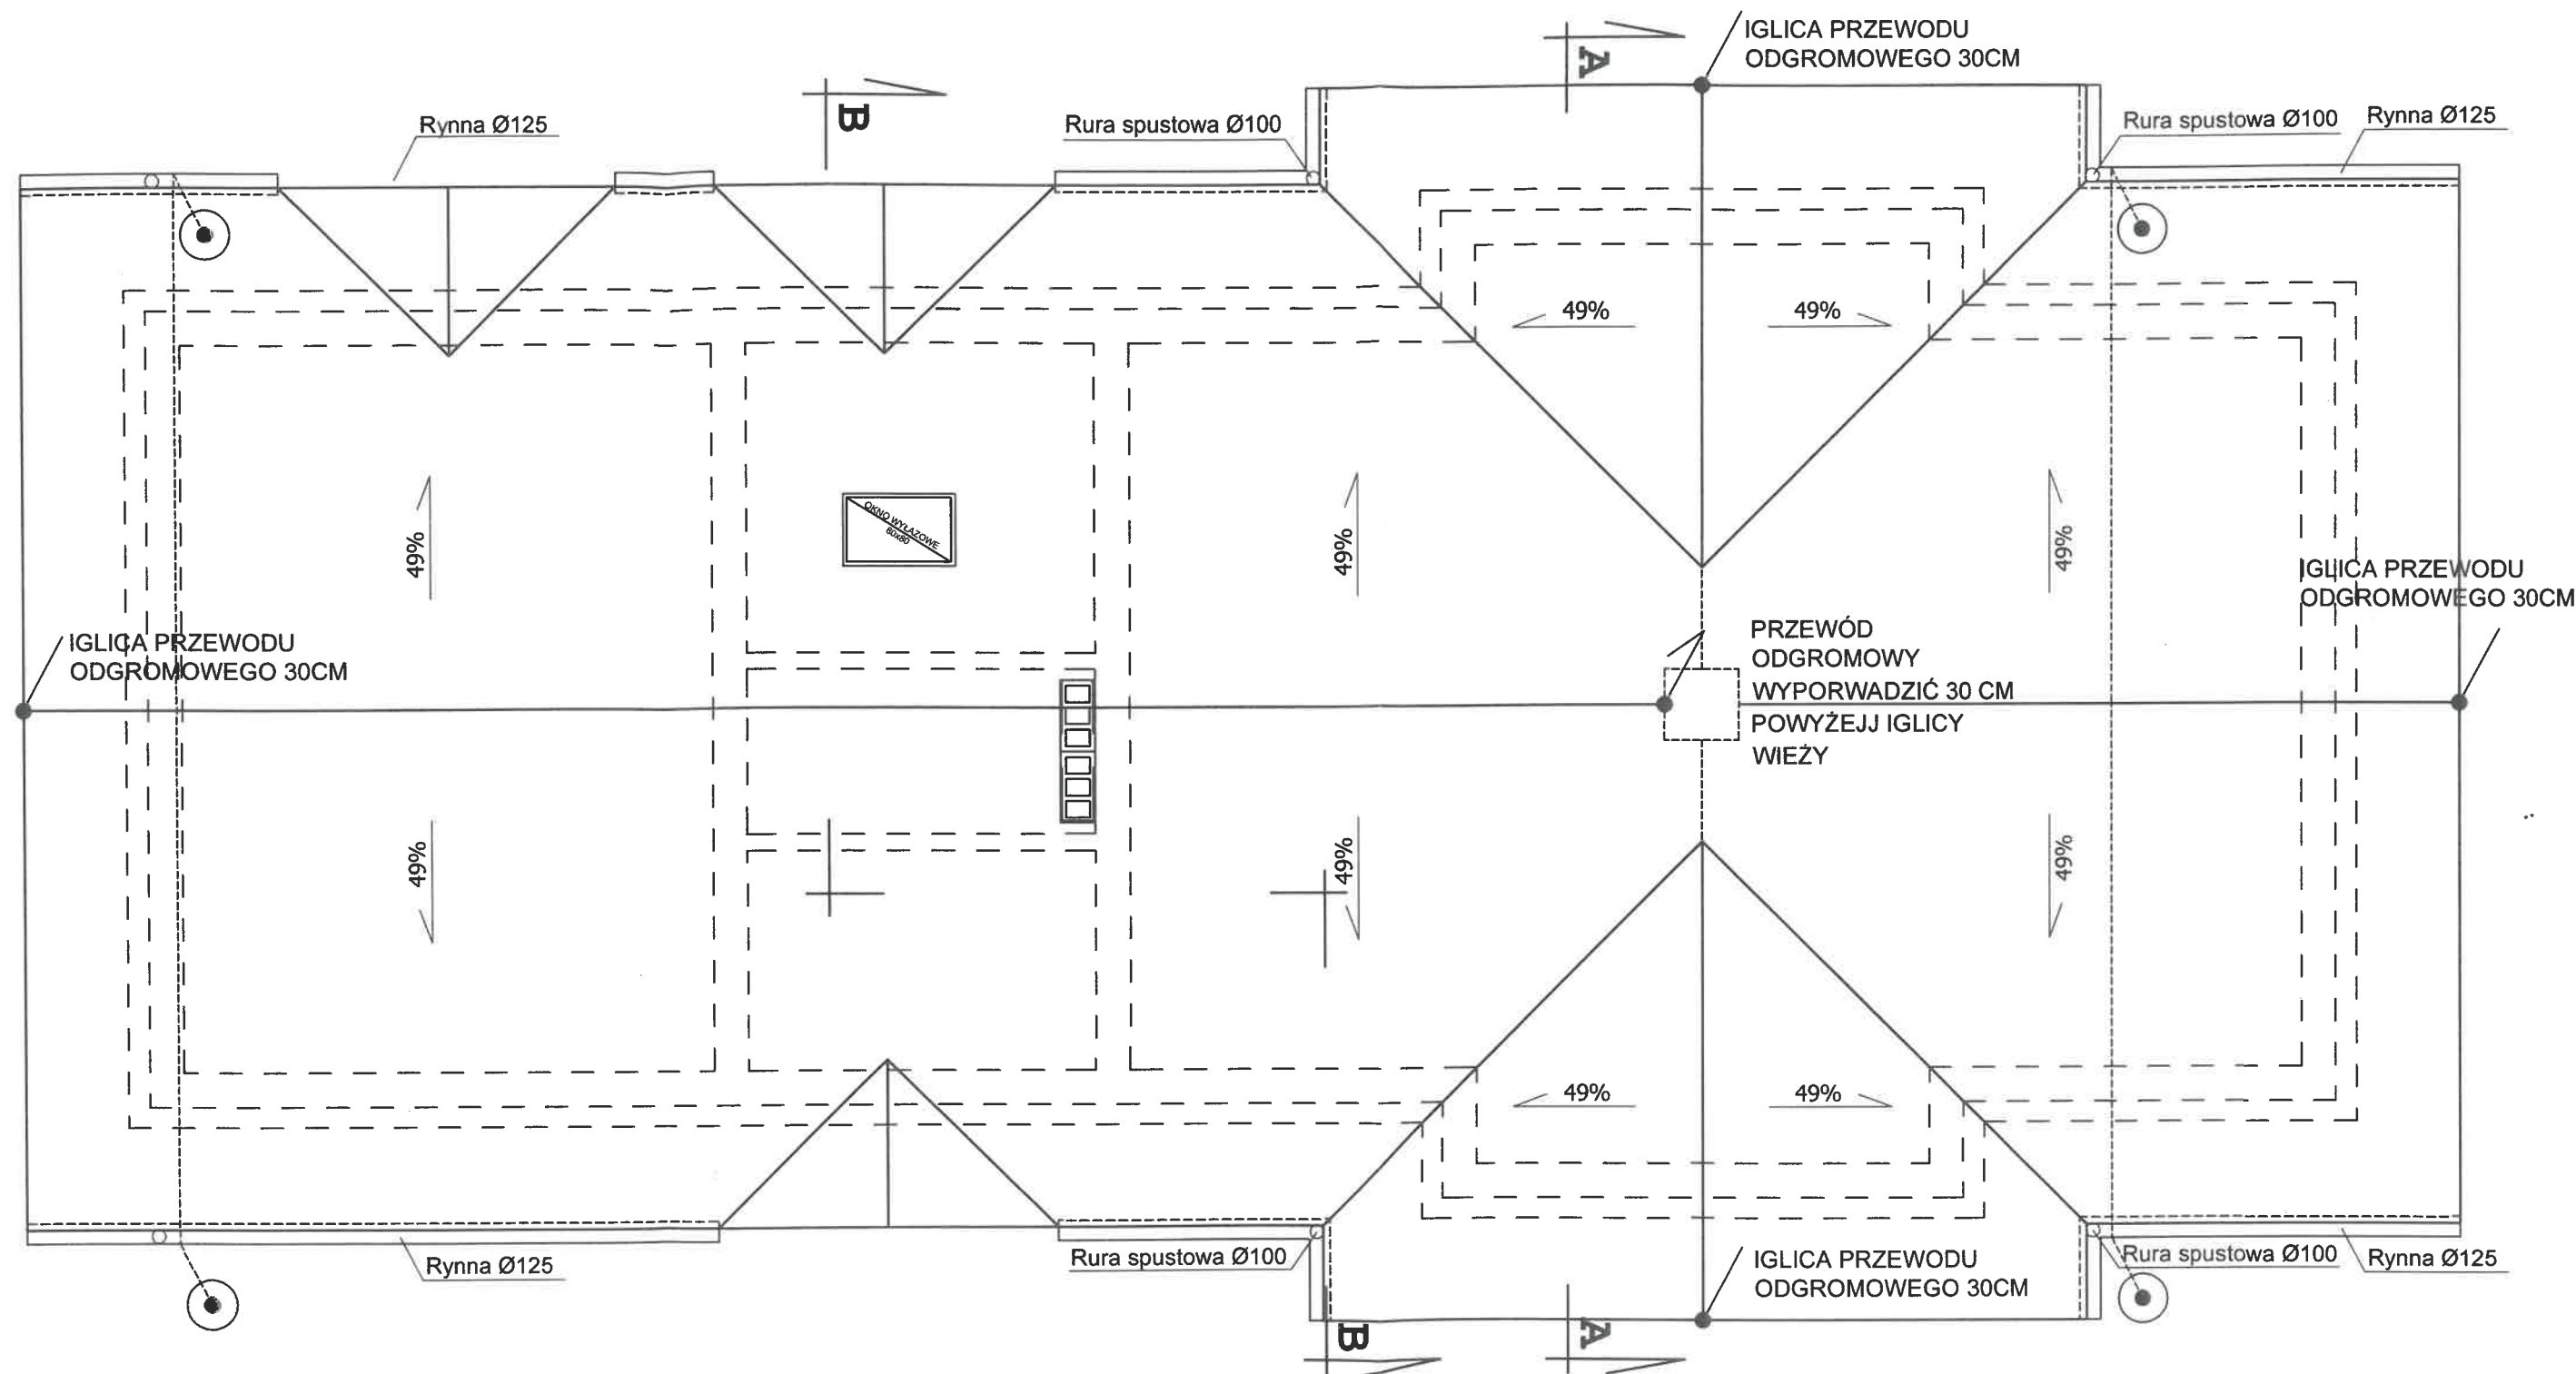 IGLICA PRZEWODU
ODGROMOWEGO 30CM
A
B
Rynna Ø125
Rura spustowa Ø100
Rura spustowa Ø100
Rynna Ø125
49%
49%
OKNO WYŁAZOWE
60x80
49%
49%
49%
IGLICA PRZEWODU
ODGROMOWEGO 30CM
IGLICA PRZEWODU
ODGROMOWEGO 30CM
PRZEWÓD
ODGROMOWY
WYPORWADZIĆ 30 CM
POWYŻEJJ IGLICY
WIEŻY
49%
49%
49%
49%
49%
Rynna Ø125
Rura spustowa Ø100
IGLICA PRZEWODU
ODGROMOWEGO 30CM
Rura spustowa Ø100
Rynna Ø125
B
A